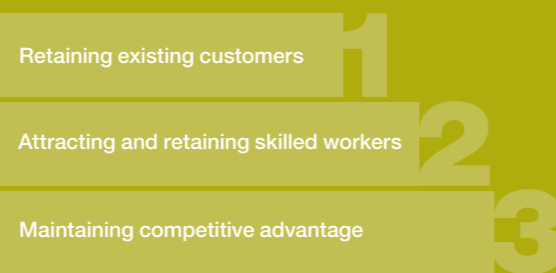 Retaining existing customers 1
Attracting and retaining skilled workers 2
Maintaining competitive advantage 3